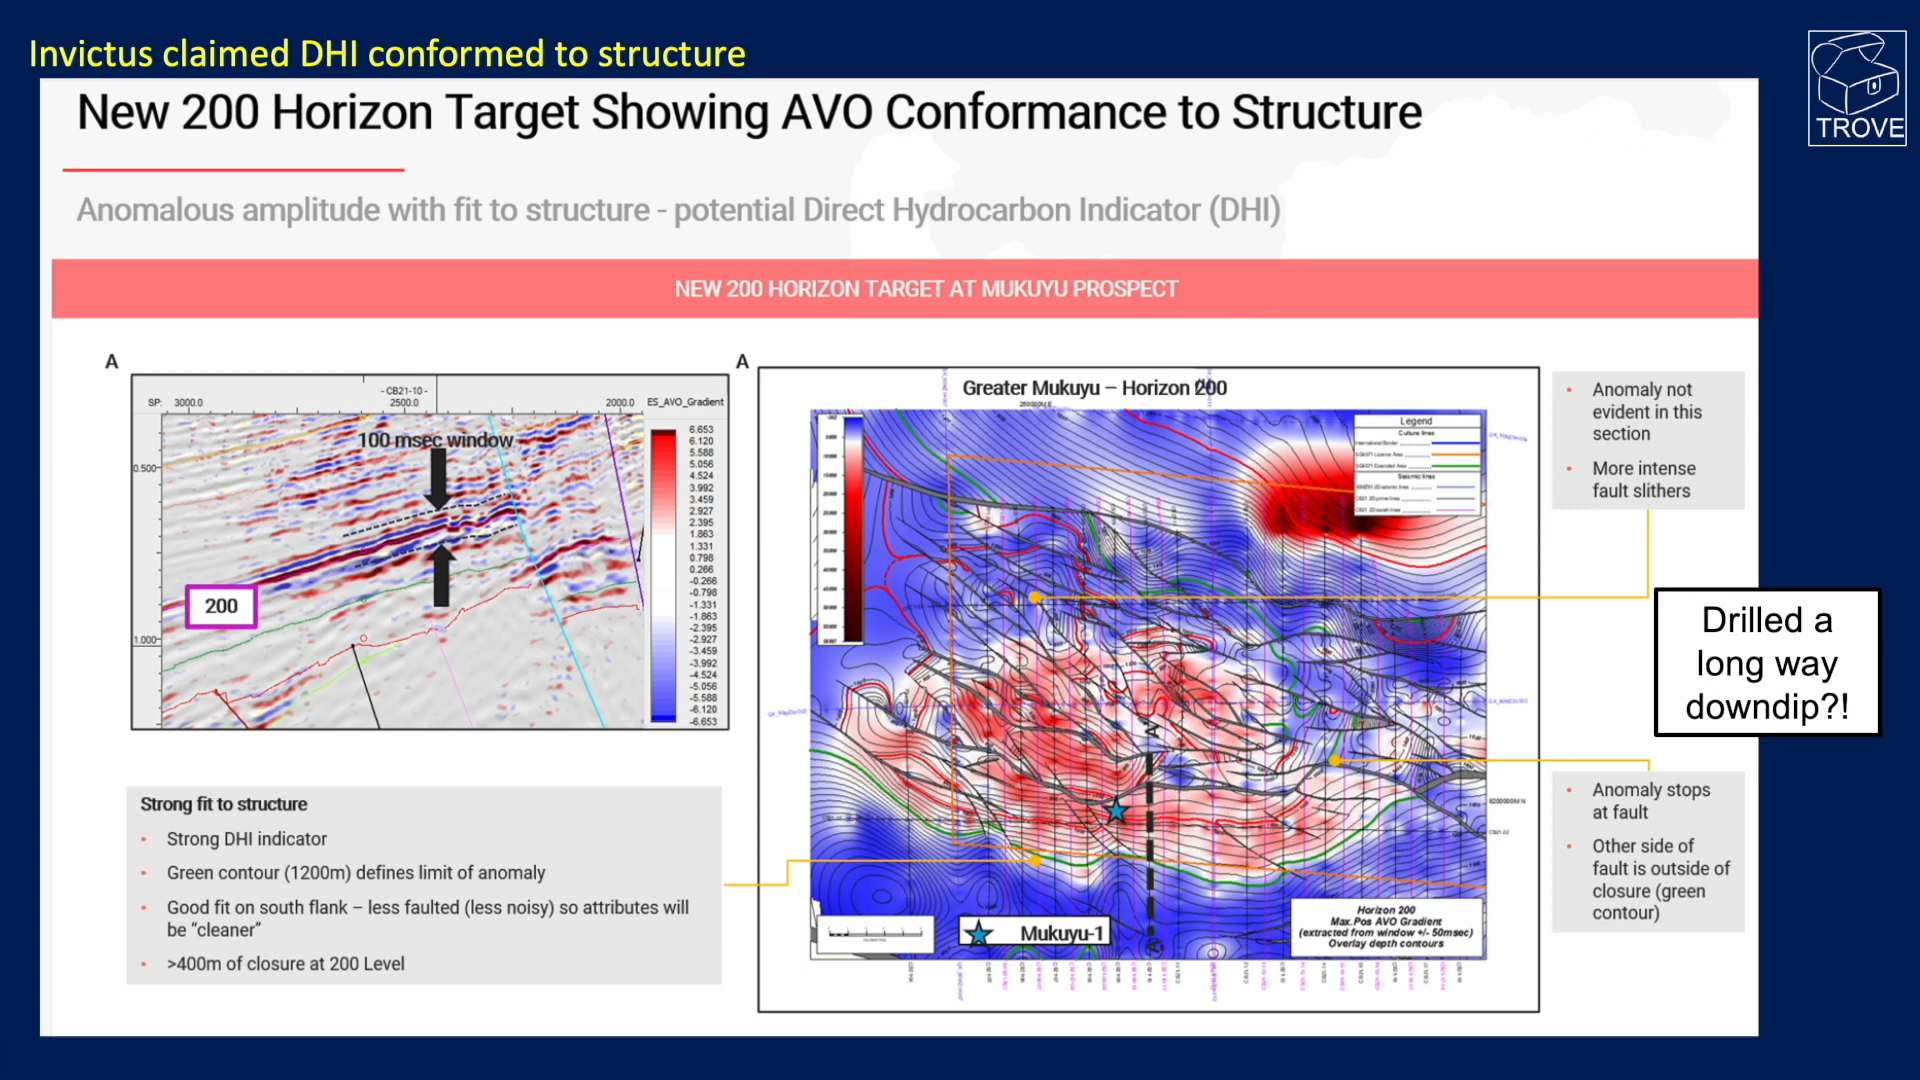 Invictus claimed DHI conformed to structure
TROVE
New 200 Horizon Target Showing AVO Conformance to Structure
Anomalous amplitude with fit to structure - potential Direct Hydrocarbon Indicator (DHI)
NEW 200 HORIZON TARGET AT MUKUYU PROSPECT
A
- CB21-10 -
SP: 3000.0 2500.0 2000.0 ES_AVO_Gradient
100 msec window
0.500
200
1.000
6.653
6.120
5.588
5.056
4.524
3.992
3.459
2.927
2.395
1.863
1.331
0.798
0.266
-0.266
-0.798
-1.331
-1.863
-2.395
-2.927
-3.459
-3.992
-4.524
-5.056
-5.588
-6.120
-6.653
Strong fit to structure
• Strong DHI indicator
• Green contour (1200m) defines limit of anomaly
• Good fit on south flank – less faulted (less noisy) so attributes will
be “cleaner”
• >400m of closure at 200 Level
A
Greater Mukuyu – Horizon 200
Legend
Culture lines
Seismic lines
A
A'
Mukuyu-1
Horizon 200
Max.Pos AVO Gradient
(extracted from window +/- 50msec)
Overlay depth contours
• Anomaly not
evident in this
section
• More intense
fault slithers
Drilled a
long way
downdip?!
• Anomaly stops
at fault
• Other side of
fault is outside of
closure (green
contour)